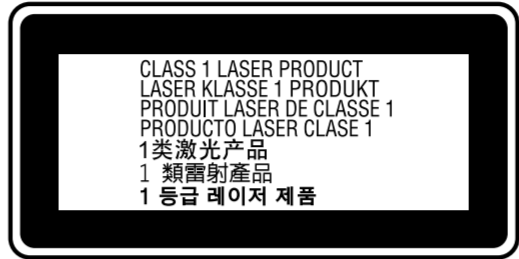 CLASS 1 LASER PRODUCT
LASER KLASSE 1 PRODUKT
PRODUIT LASER DE CLASSE 1
PRODUCTO LASER CLASE 1
1类激光产品
1 類雷射產品
1 등급 레이저 제품